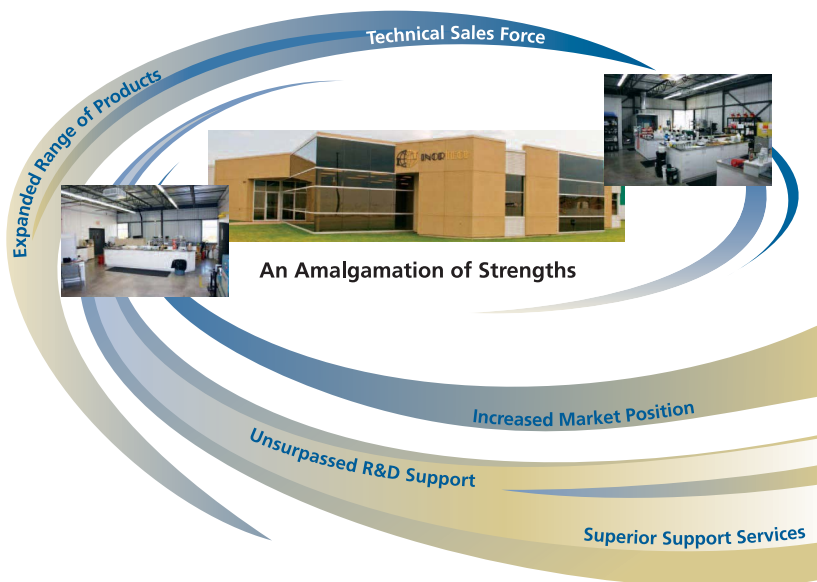 Technical Sales Force
Expanded Range of Products
An Amalgamation of Strengths
Increased Market Position
Unsurpassed R&D Support
Superior Support Services